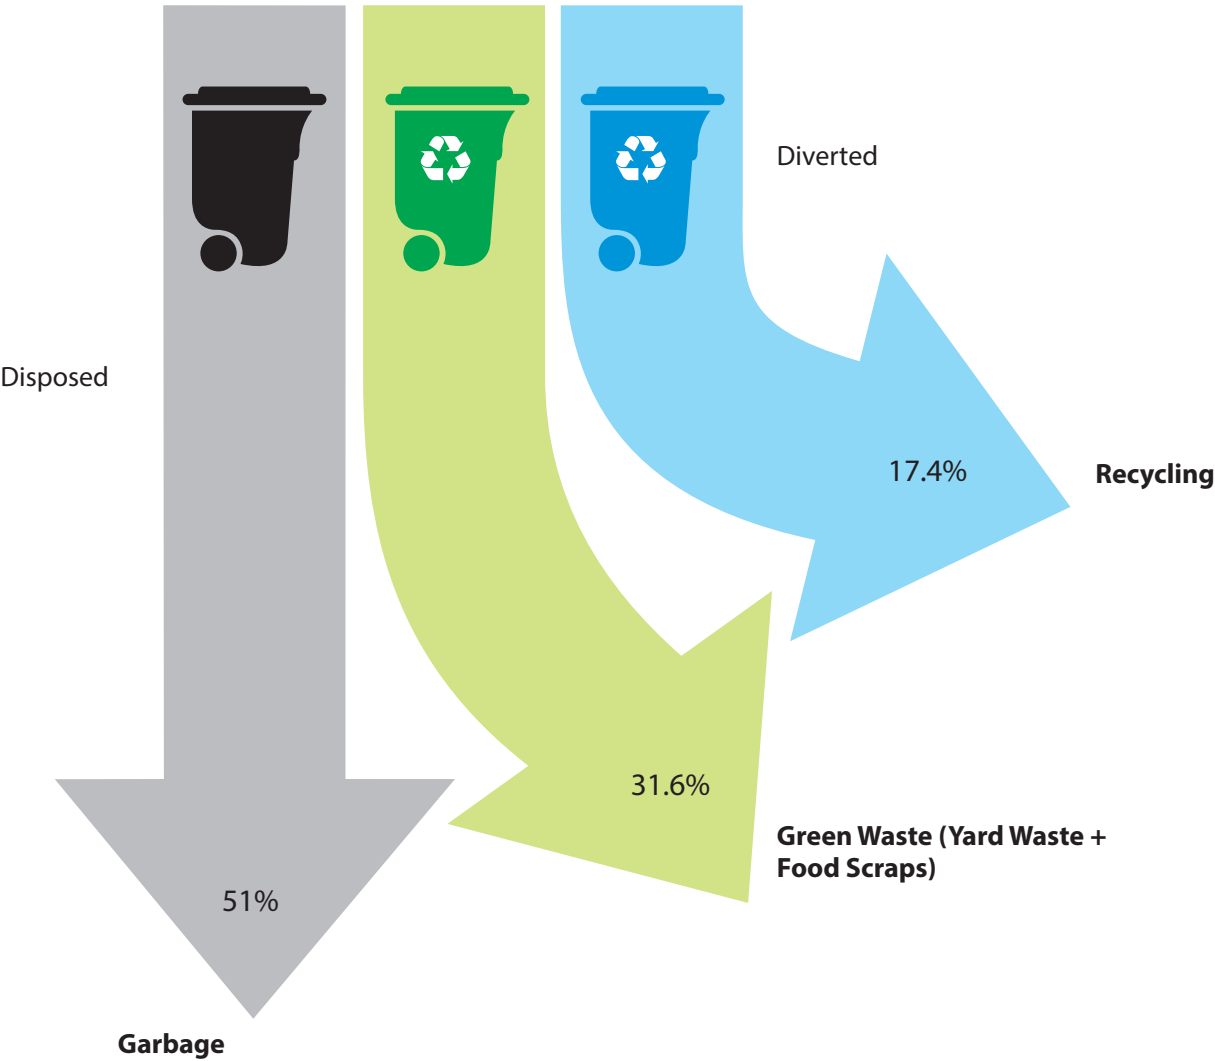 Diverted
Disposed
17.4%
Recycling
31.6%
Green Waste (Yard Waste +
Food Scraps)
51%
Garbage